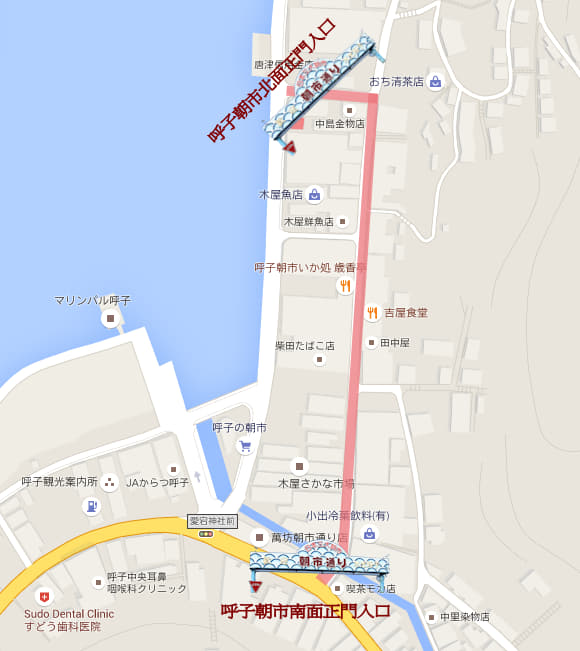 呼子朝市北面正門入口
朝市通り
おち清茶店
中島金物店
木屋魚店
木屋鮮魚店
呼子朝市いか処 歳香亭
マリンパル呼子
吉屋食堂
田中屋
柴田たばこ店
呼子の朝市
呼子観光案内所
JAからつ呼子
木屋さかな市場
小出冷菓飲料(有)
愛宕神社前
萬坊朝市通り店
朝市通り
呼子中央耳鼻
咽喉科クリニック
喫茶モカ店
呼子朝市南面正門入口
Sudo Dental Clinic
すどう歯科医院
中里染物店